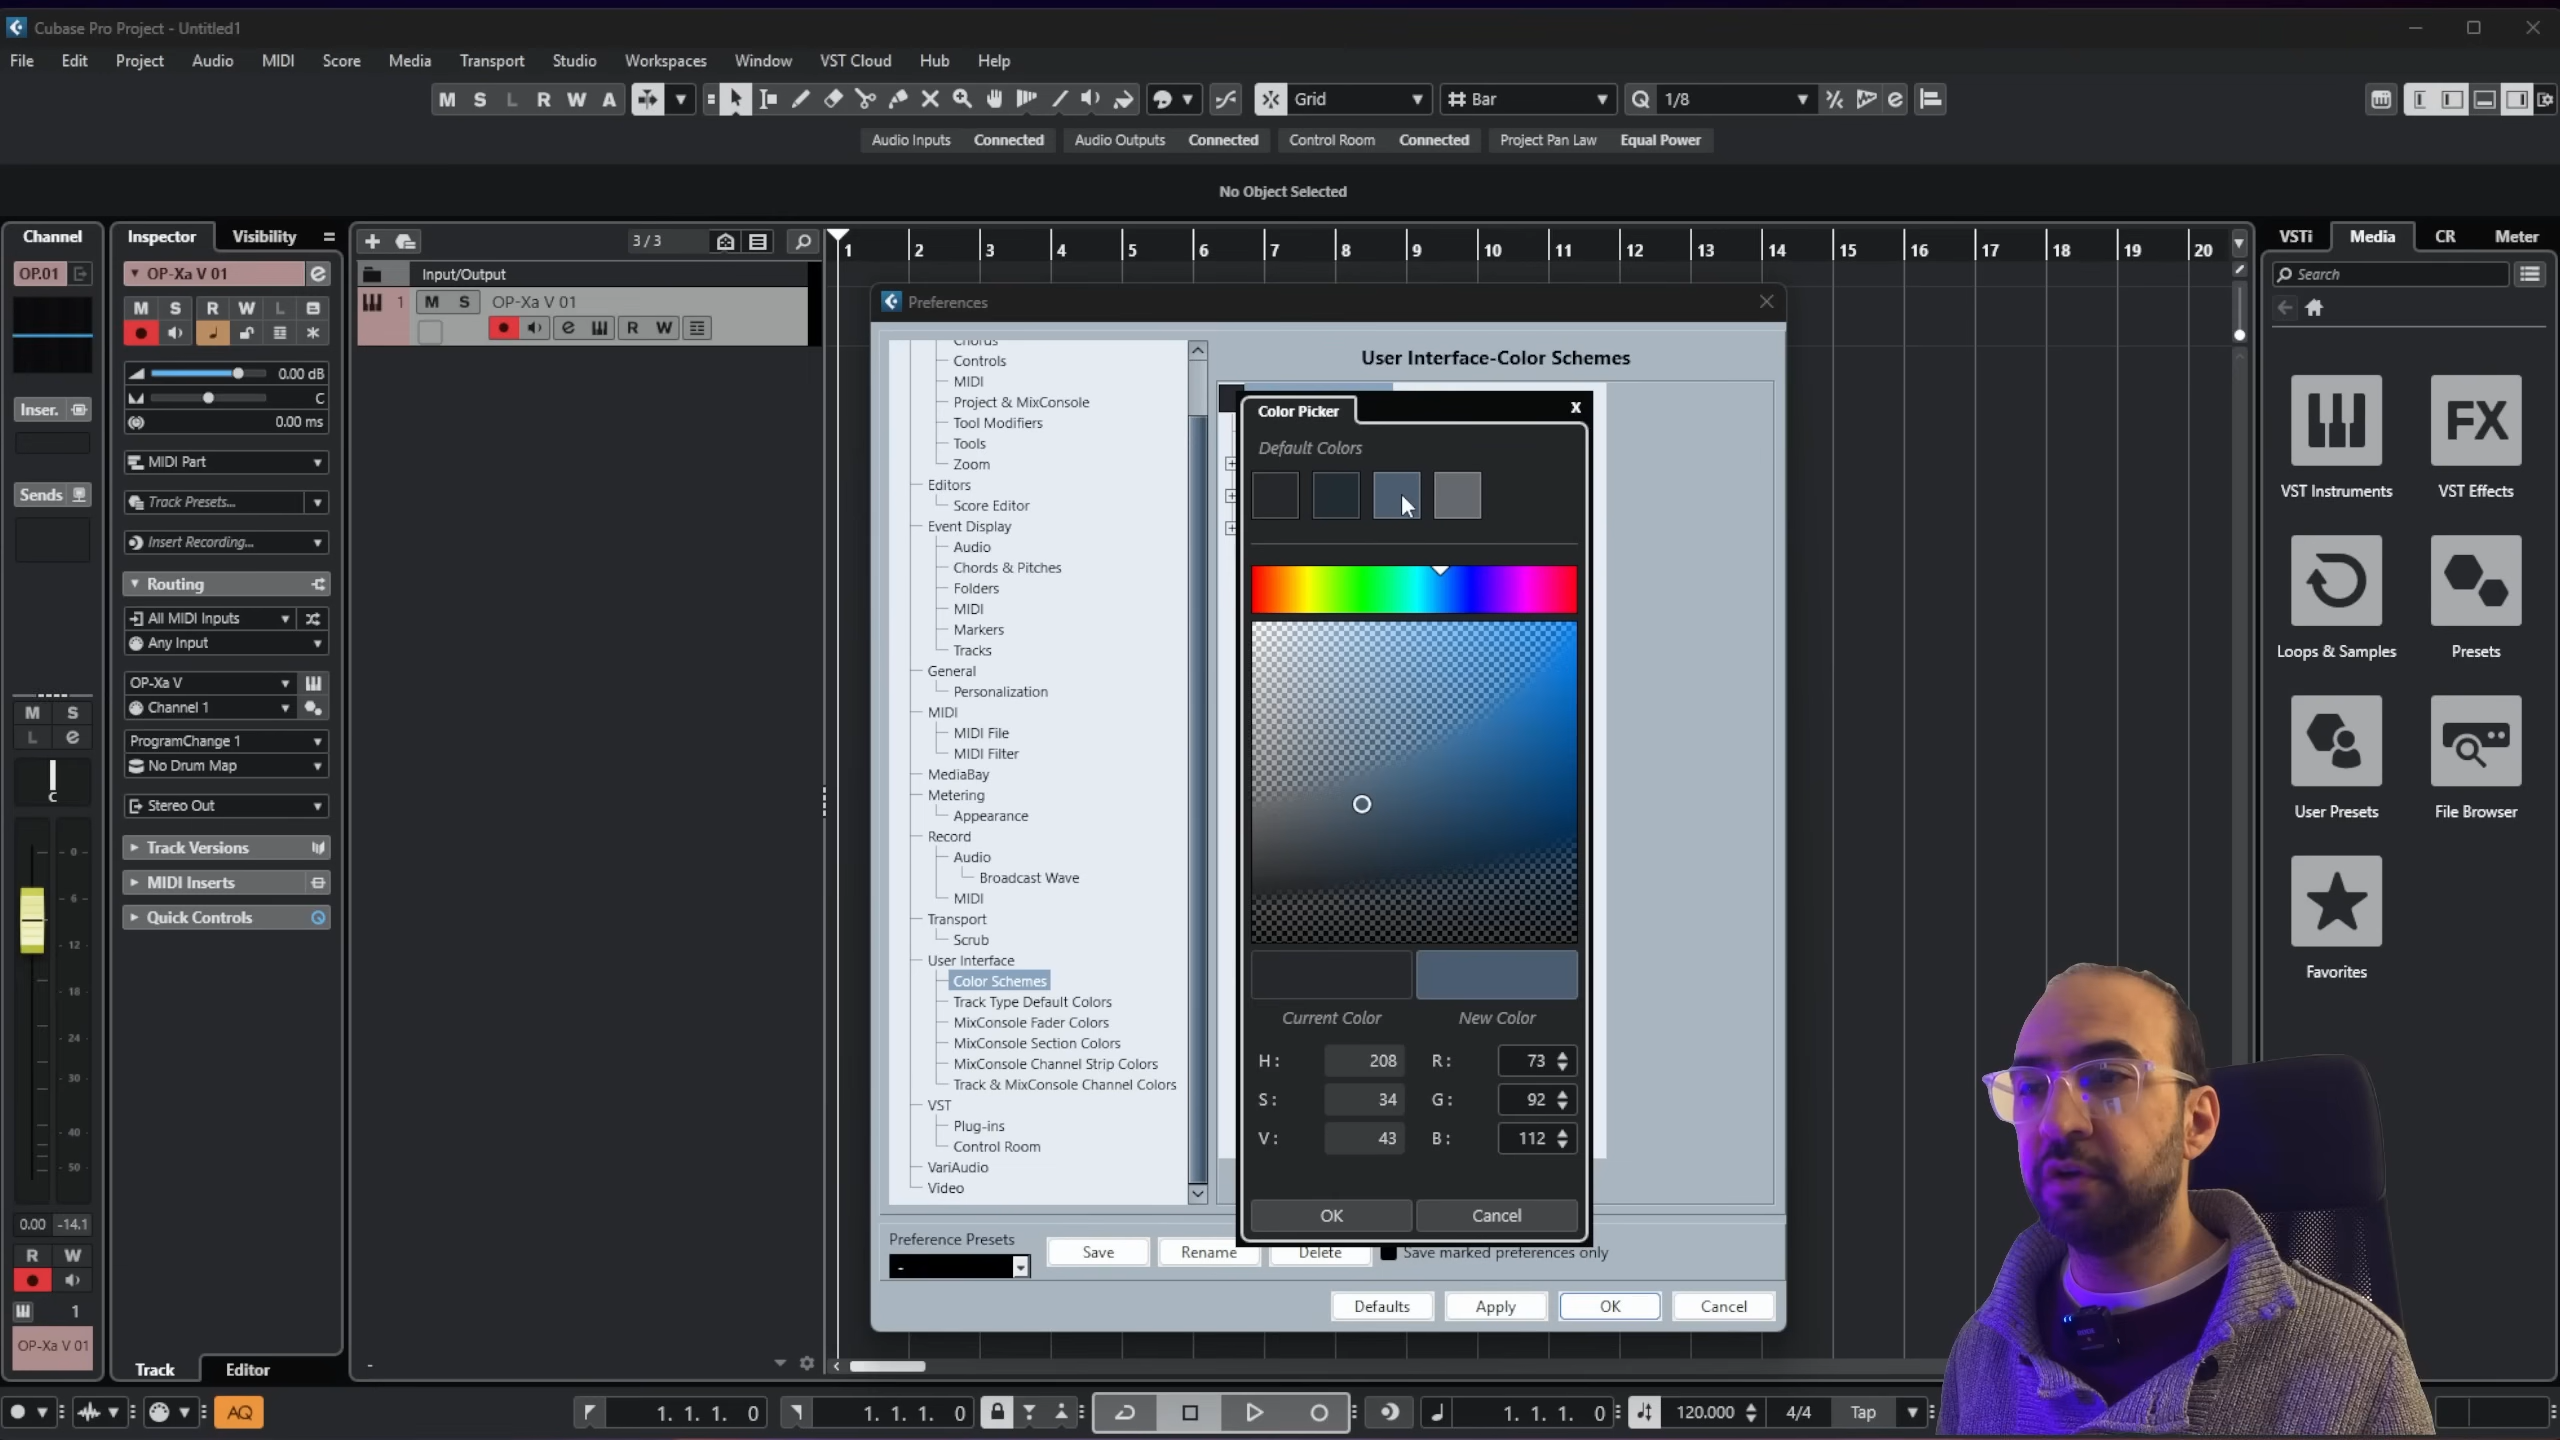 Cubase Pro Project - Untitled1
File Edit Project Audio MIDI Score Media Transport Studio Workspaces Window VST Cloud Hub Help
M S L R W A Grid Bar Q 1/8
Audio Inputs Connected Audio Outputs Connected Control Room Connected Project Pan Law Equal Power
No Object Selected
Channel Inspector Visibility 3 / 3
1 2 3 4 5 6 7 8 9 10 11 12 13 14 15 16 17 18 19 20
VSTi Media CR Meter
OP.01 OP-Xa V 01 Input/Output
Search
M S R W L
1 M S OP-Xa V 01
R W
0.00 dB
C
0.00 ms
Inser.
MIDI Part
Sends
Track Presets...
Insert Recording...
Routing
All MIDI Inputs
Any Input
OP-Xa V
M S
Channel 1
L e
ProgramChange 1
No Drum Map
C
Stereo Out
Track Versions
MIDI Inserts
Quick Controls
0
6
12
18
24
30
40
50
0.00 -14.1
R W
1
OP-Xa V 01
Track Editor
Preferences
Chords
Controls
MIDI
Project & MixConsole
Tool Modifiers
Tools
Zoom
Editors
Score Editor
Event Display
Audio
Chords & Pitches
Folders
MIDI
Markers
Tracks
General
Personalization
MIDI
MIDI File
MIDI Filter
MediaBay
Metering
Appearance
Record
Audio
Broadcast Wave
MIDI
Transport
Scrub
User Interface
Color Schemes
Track Type Default Colors
MixConsole Fader Colors
MixConsole Section Colors
MixConsole Channel Strip Colors
Track & MixConsole Channel Colors
VST
Plug-ins
Control Room
VariAudio
Video
User Interface-Color Schemes
Color Picker X
Default Colors
Current Color New Color
H: 208 R: 73
S: 34 G: 92
V: 43 B: 112
OK Cancel
Preference Presets
-
Save Rename Delete Save marked preferences only
Defaults Apply OK Cancel
FX
VST Instruments VST Effects
Loops & Samples Presets
User Presets File Browser
Favorites
-
AQ 1. 1. 1. 0 1. 1. 1. 0 1. 1. 1. 0 120.000 4/4 Tap